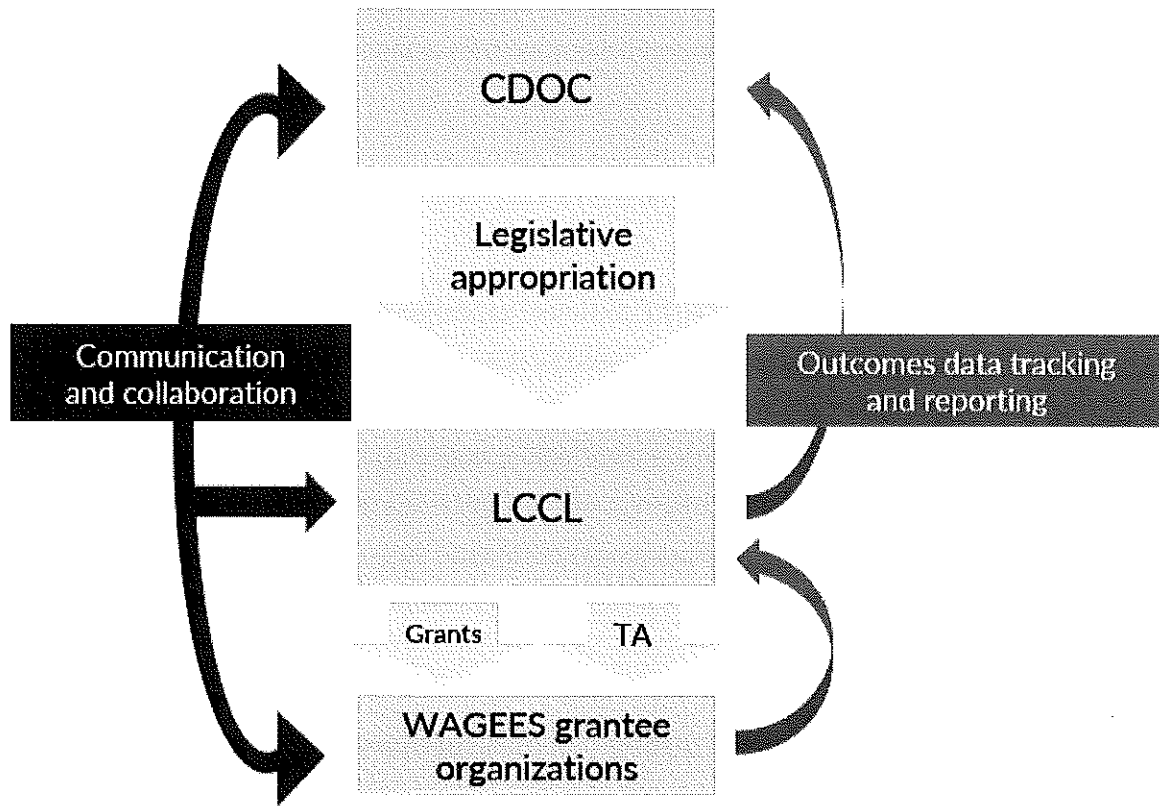 CDOC
Legislative
appropriation
Communication
and collaboration
Outcomes data tracking
and reporting
LCCL
Grants
TA
WAGEES grantee
organizations